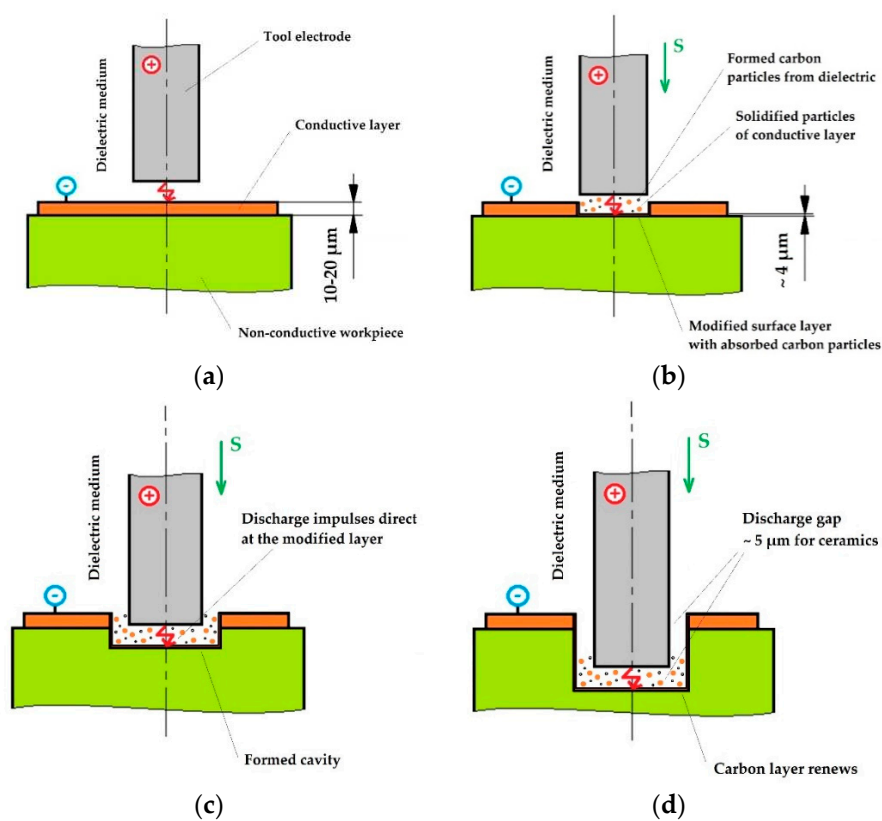 Tool electrode
+
Dielectric medium
Conductive layer
-
10-20 μm
Non-conductive workpiece
(a)
S
Formed carbon
particles from dielectric
+
Dielectric medium
Solidified particles
of conductive layer
-
~ 4 μm
Modified surface layer
with absorbed carbon particles
(b)
S
Dielectric medium
+
Discharge impulses direct
at the modified layer
-
Formed cavity
(c)
S
Dielectric medium
+
Discharge gap
~ 5 μm for ceramics
-
Carbon layer renews
(d)